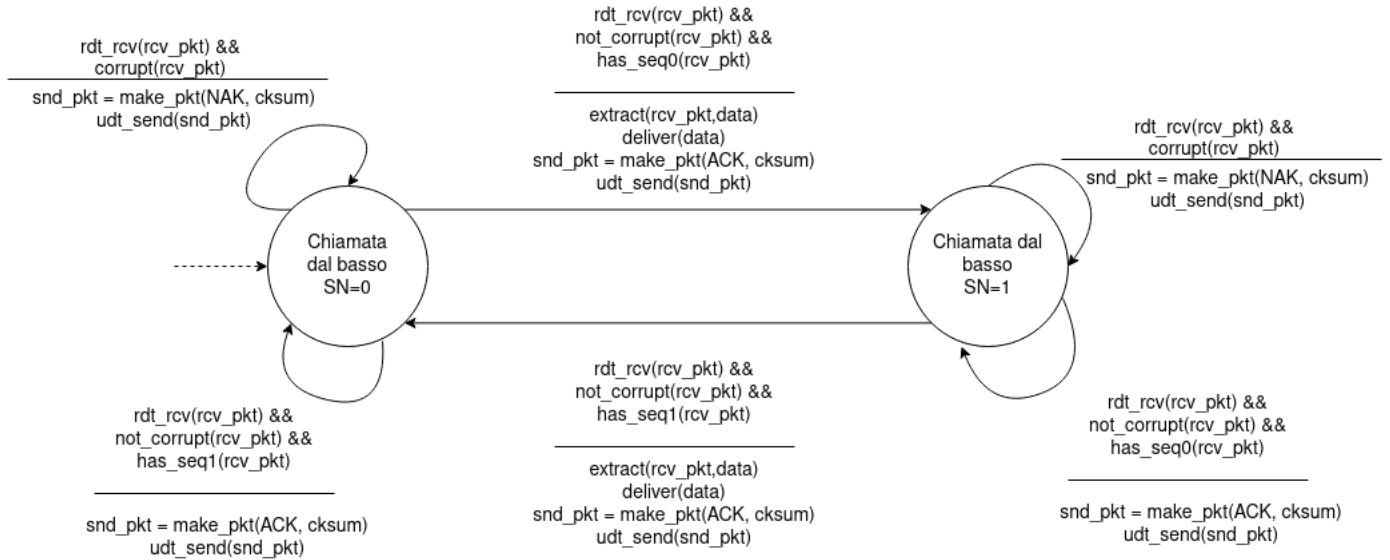 rdt_rcv(rcv_pkt) &&
corrupt(rcv_pkt)
snd_pkt = make_pkt(NAK, cksum)
udt_send(snd_pkt)
rdt_rcv(rcv_pkt) &&
not_corrupt(rcv_pkt) &&
has_seq0(rcv_pkt)
extract(rcv_pkt,data)
deliver(data)
snd_pkt = make_pkt(ACK, cksum)
udt_send(snd_pkt)
rdt_rcv(rcv_pkt) &&
corrupt(rcv_pkt)
snd_pkt = make_pkt(NAK, cksum)
udt_send(snd_pkt)
Chiamata
dal basso
SN=0
Chiamata dal
basso
SN=1
rdt_rcv(rcv_pkt) &&
not_corrupt(rcv_pkt) &&
has_seq1(rcv_pkt)
snd_pkt = make_pkt(ACK, cksum)
udt_send(snd_pkt)
rdt_rcv(rcv_pkt) &&
not_corrupt(rcv_pkt) &&
has_seq1(rcv_pkt)
extract(rcv_pkt,data)
deliver(data)
snd_pkt = make_pkt(ACK, cksum)
udt_send(snd_pkt)
rdt_rcv(rcv_pkt) &&
not_corrupt(rcv_pkt) &&
has_seq0(rcv_pkt)
snd_pkt = make_pkt(ACK, cksum)
udt_send(snd_pkt)